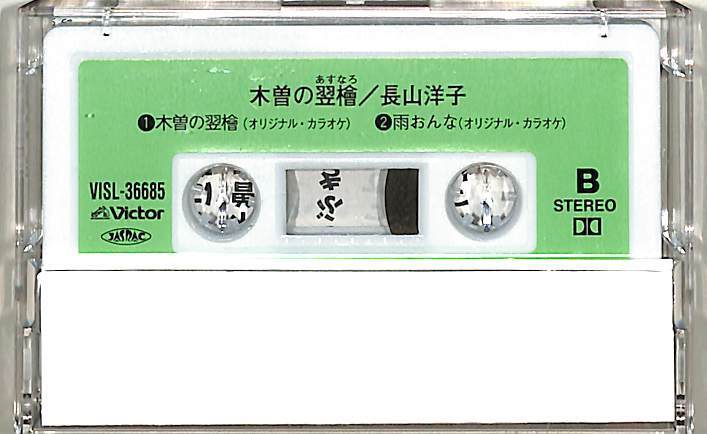 あすなろ
木曽の翌檜／長山洋子
❶木曽の翌檜(オリジナル・カラオケ) ❷雨おんな(オリジナル・カラオケ)
VISL-36685
Victor
JASRAC
B
STEREO